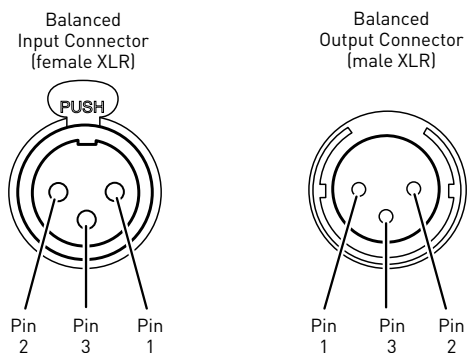 Balanced
Input Connector
(female XLR)
PUSH
Pin
2
Pin
3
Pin
1
Balanced
Output Connector
(male XLR)
Pin
1
Pin
3
Pin
2